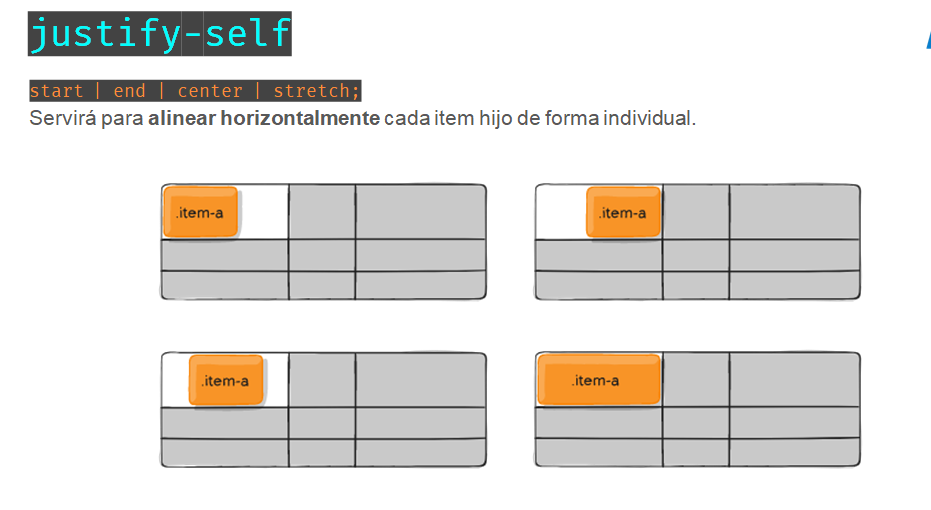 justify-self
start | end | center | stretch;
Servirá para alinear horizontalmente cada item hijo de forma individual.
.item-a
.item-a
.item-a
.item-a